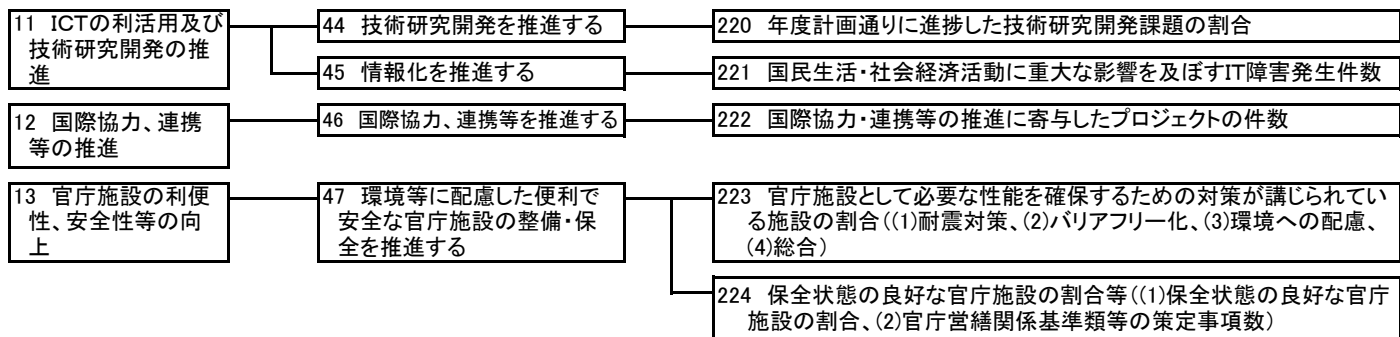 11 ICTの利活用及び
技術研究開発の推
進
44 技術研究開発を推進する
220 年度計画通りに進捗した技術研究開発課題の割合
45 情報化を推進する
221 国民生活・社会経済活動に重大な影響を及ぼすIT障害発生件数
12 国際協力、連携
等の推進
46 国際協力、連携等を推進する
222 国際協力・連携等の推進に寄与したプロジェクトの件数
13 官庁施設の利便
性、安全性等の向
上
47 環境等に配慮した便利で
安全な官庁施設の整備・保
全を推進する
223 官庁施設として必要な性能を確保するための対策が講じられてい
る施設の割合((1)耐震対策、(2)バリアフリー化、(3)環境への配慮、
(4)総合)
224 保全状態の良好な官庁施設の割合等((1)保全状態の良好な官庁
施設の割合、(2)官庁営繕関係基準類等の策定事項数)